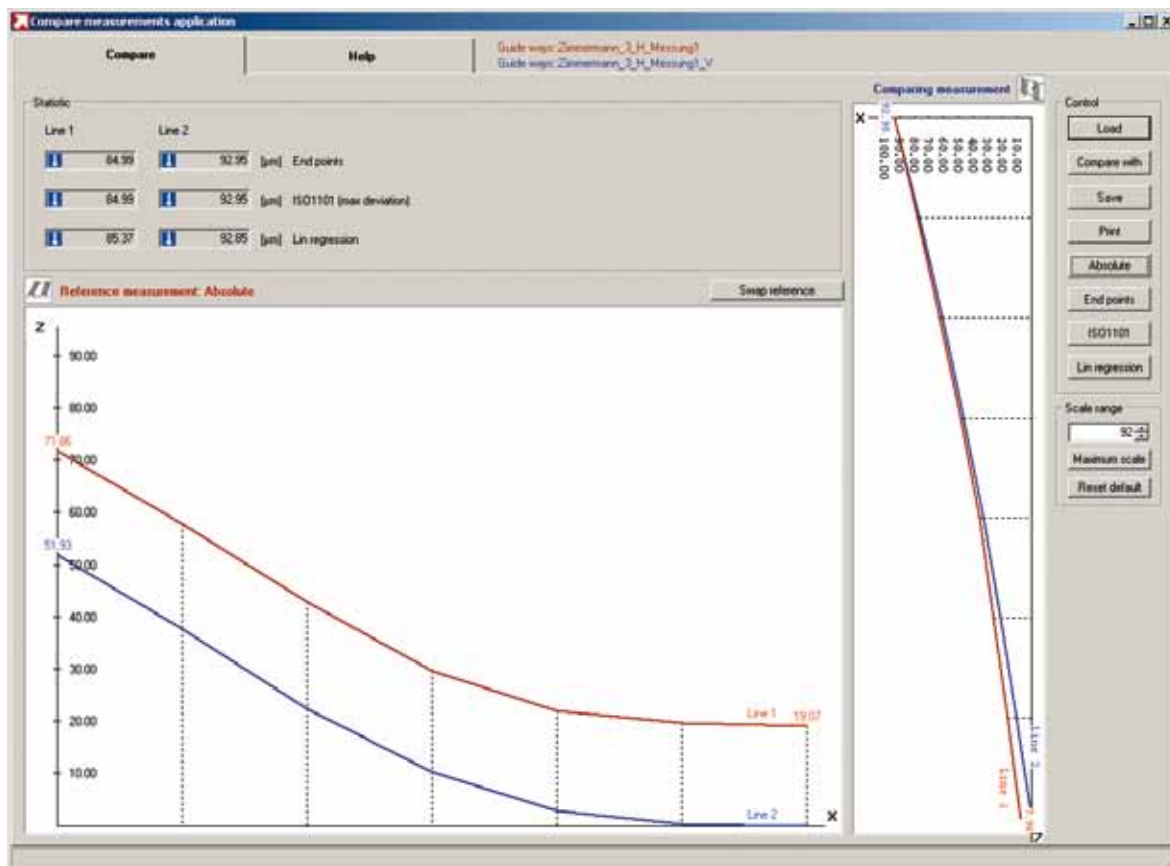 Compare measurements application
Compare
Help
Guide ways: Zimmermann_3_H_Messung1
Guide ways: Zimmermann_3_H_Messung1_V
Statistic
Line 1 Line 2
84.99 92.95 [µm] End points
84.99 92.95 [µm] ISO1101 (max deviation)
85.37 92.85 [µm] Lin regression
Reference measurement: Absolute
Swap reference
Z
90.00
80.00
71.86
70.00
60.00
51.93
50.00
40.00
30.00
20.00
10.00
Line 1
19.07
Line 2
X
Comparing measurement
X
100.00
90.00
80.00
70.00
60.00
50.00
40.00
30.00
20.00
10.00
Line 2
Line 1
Z
Control
Load
Compare with
Save
Print
Absolute
End points
ISO1101
Lin regression
Scale range
92
Maximum scale
Reset default